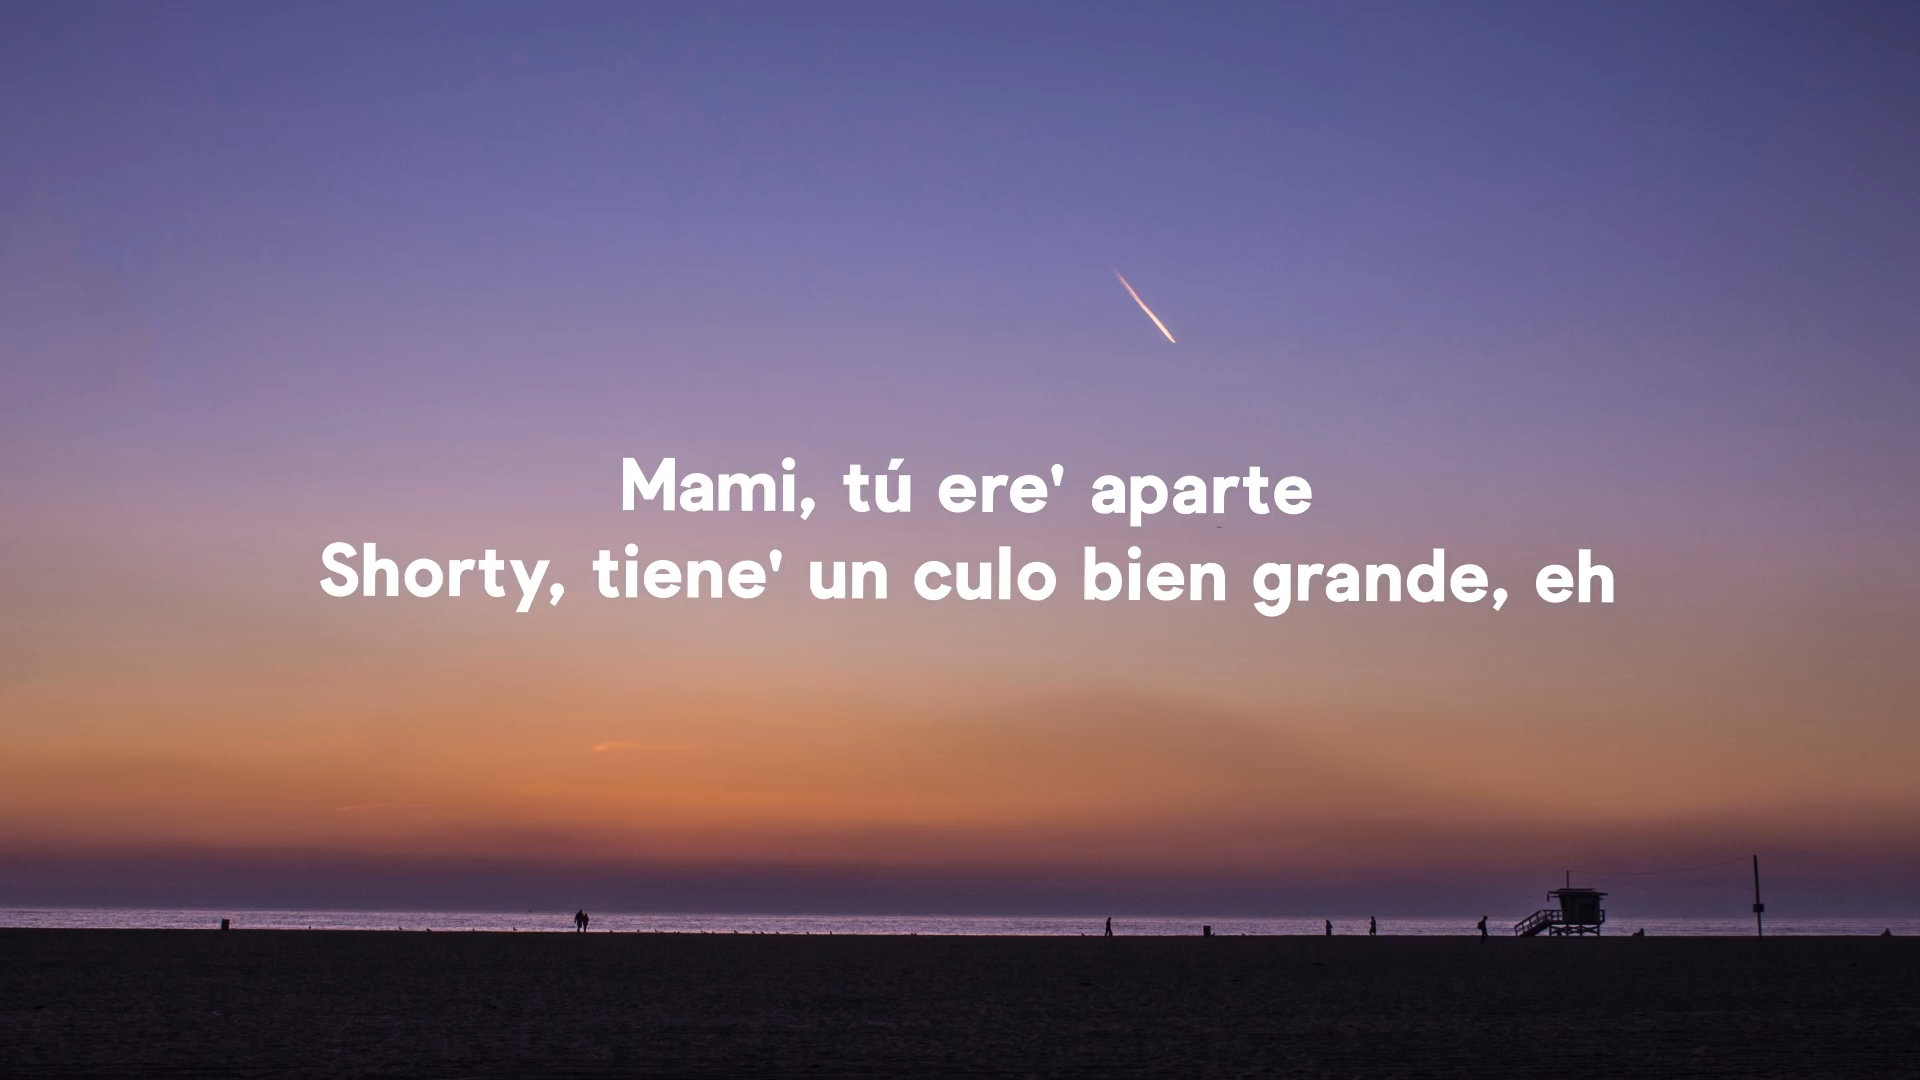 Mami, tú ere' aparte
Shorty, tiene' un culo bien grande, eh